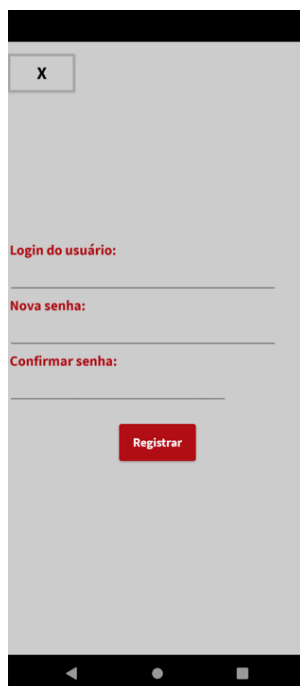 X
Login do usuário:
Nova senha:
Confirmar senha:
Registrar